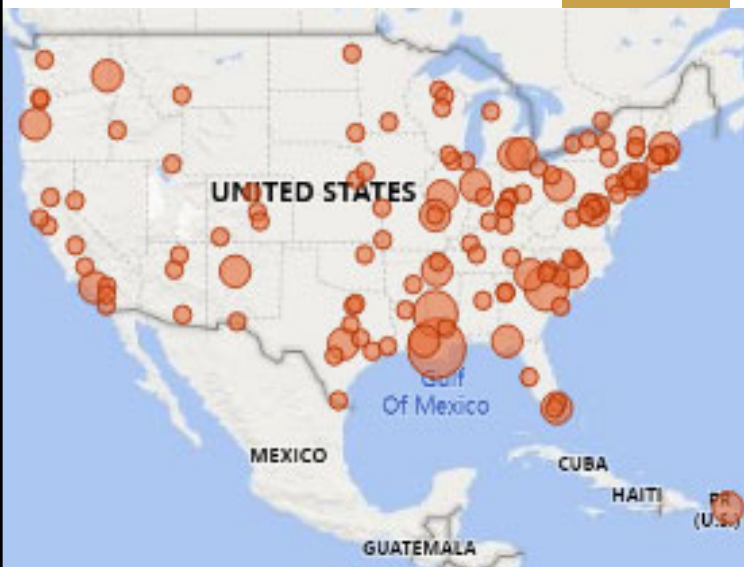 UNITED STATES
Gulf
Of Mexico
MEXICO
CUBA
HAITI
PR
(U.S.)
GUATEMALA